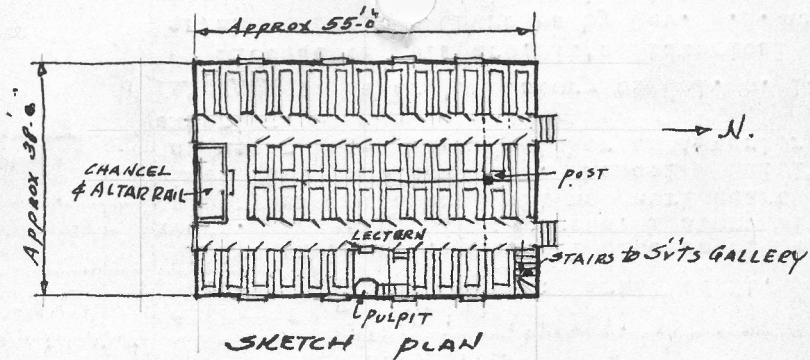 Approx 55'-0"
Approx 38'-0"
N.
CHANCEL
& ALTAR RAIL
POST
LECTERN
STAIRS to SVTS GALLERY
PULPIT
SKETCH PLAN